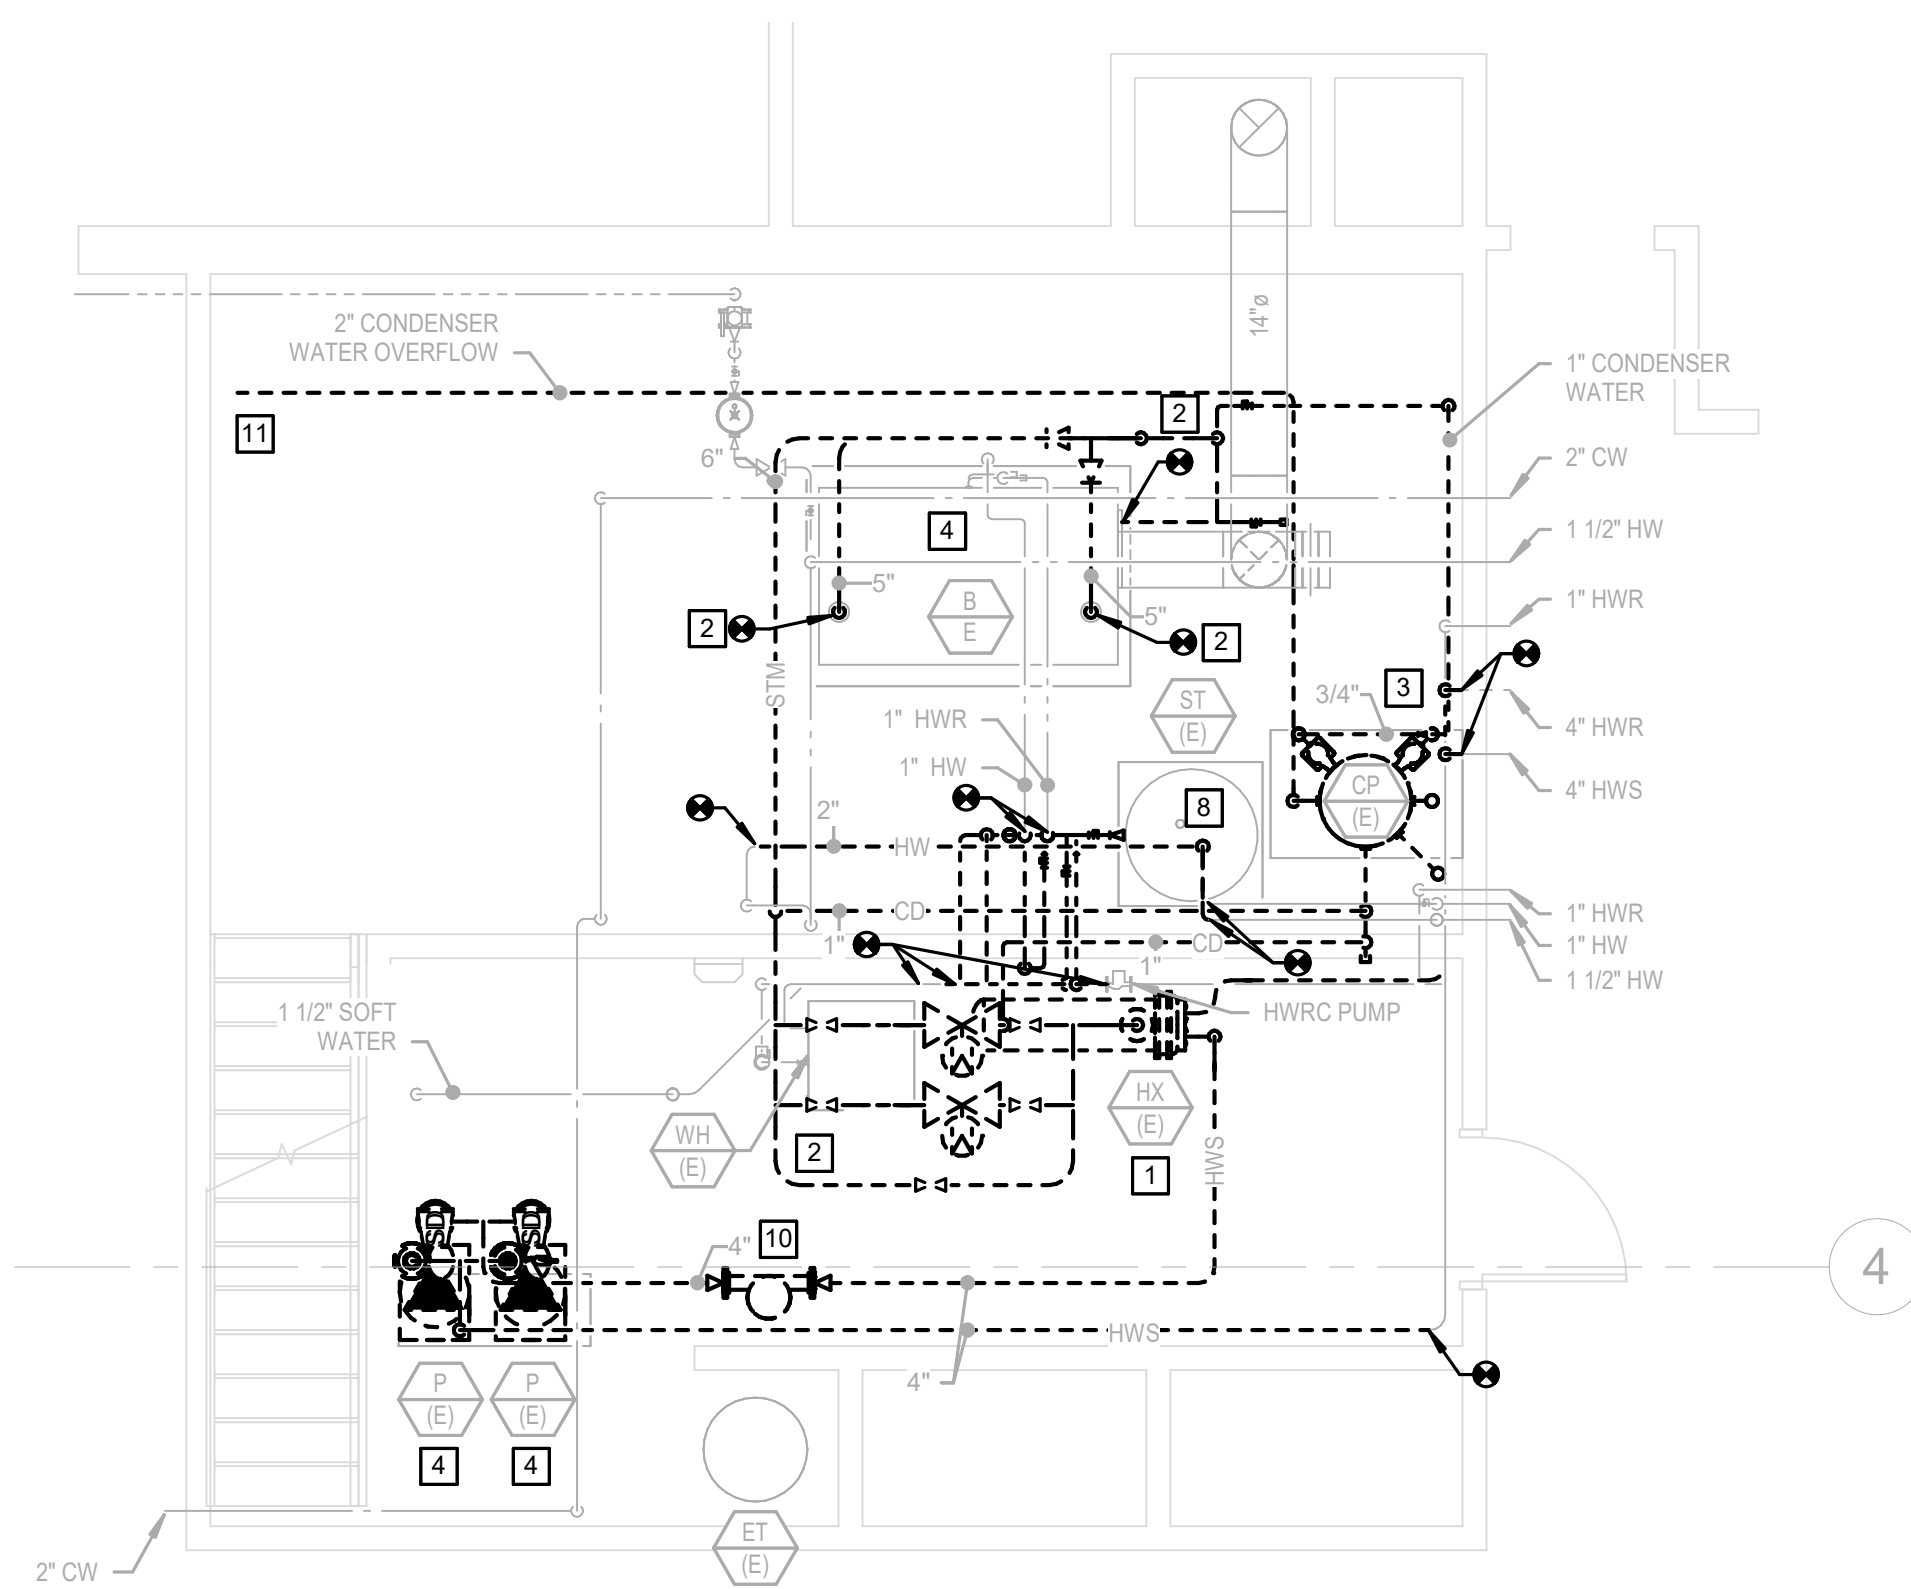 14"ø
2" CONDENSER
WATER OVERFLOW
1" CONDENSER
WATER
2
11
6"
2" CW
4
1 1/2" HW
5"
B
E
5"
1" HWR
2
2
STM
ST
(E)
3/4"
3
1" HWR
4" HWR
1" HW
CP
(E)
4" HWS
2"
8
HW
CD
1"
CD
1"
1" HWR
1" HW
1 1/2" HW
1 1/2" SOFT
WATER
HWRC PUMP
HX
(E)
WH
(E)
2
1
HWS
SD
SD
4"
10
4
HWS
4"
P
(E)
P
(E)
4
4
ET
(E)
2" CW